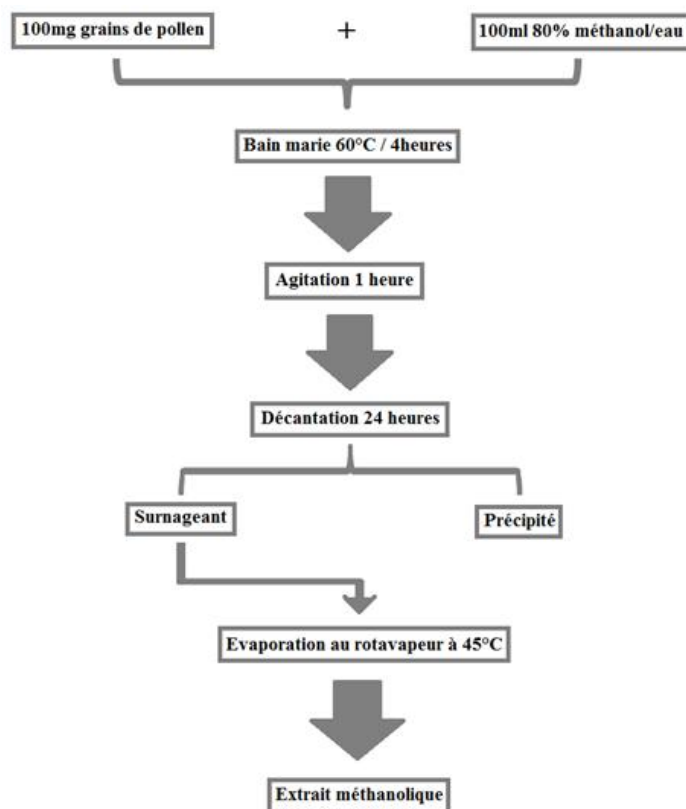 100mg grains de pollen + 100ml 80% méthanol/eau
Bain marie 60°C / 4heures
Agitation 1 heure
Décantation 24 heures
Surnageant Précipité
Evaporation au rotavapeur à 45°C
Extrait méthanolique